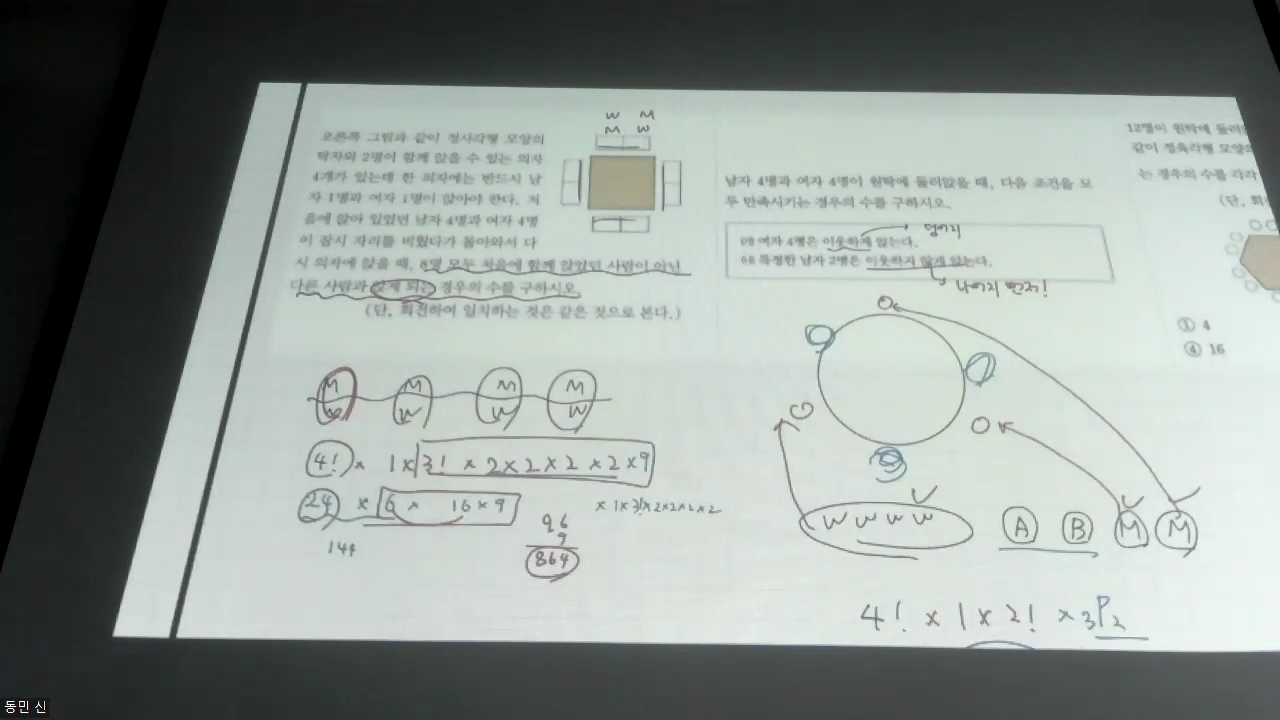 오른쪽 그림과 같이 정사각형 모양의
탁자와 2명이 함께 앉을 수 있는 의자
4개가 있는데 한 의자에는 반드시 남
자 1명과 여자 1명이 앉아야 한다. 처
음에 앉아 있었던 남자 4명과 여자 4명
이 잠시 자리를 비웠다가 돌아와서 다
시 의자에 앉을 때, 8명 모두 처음에 함께 앉았던 사람이 아닌
다른 사람과 앉게 되는 경우의 수를 구하시오.
(단, 회전하여 일치하는 것은 같은 것으로 본다.)
W M
M W
M M M M
W W W W
4! × 1 × 3! × 2 × 2 × 2 × 2 × 9
24 × 6 × 16 × 9
144
96
9
864
× 1 × 3! × 2 × 2 × 2 × 2
남자 4명과 여자 4명이 원탁에 둘러앉을 때, 다음 조건을 모
두 만족시키는 경우의 수를 구하시오.
덩어리
(가) 여자 4명은 이웃하게 앉는다.
(나) 특정한 남자 2명은 이웃하지 않게 앉는다.
나머지 먼저!
W W W W A B M M
4! × 1 × 2! × 3P2
12명이 원탁에 둘러
같이 정육각형 모양의
는 경우의 수를 각각
(단, 회
① 4
④ 16
동민 신